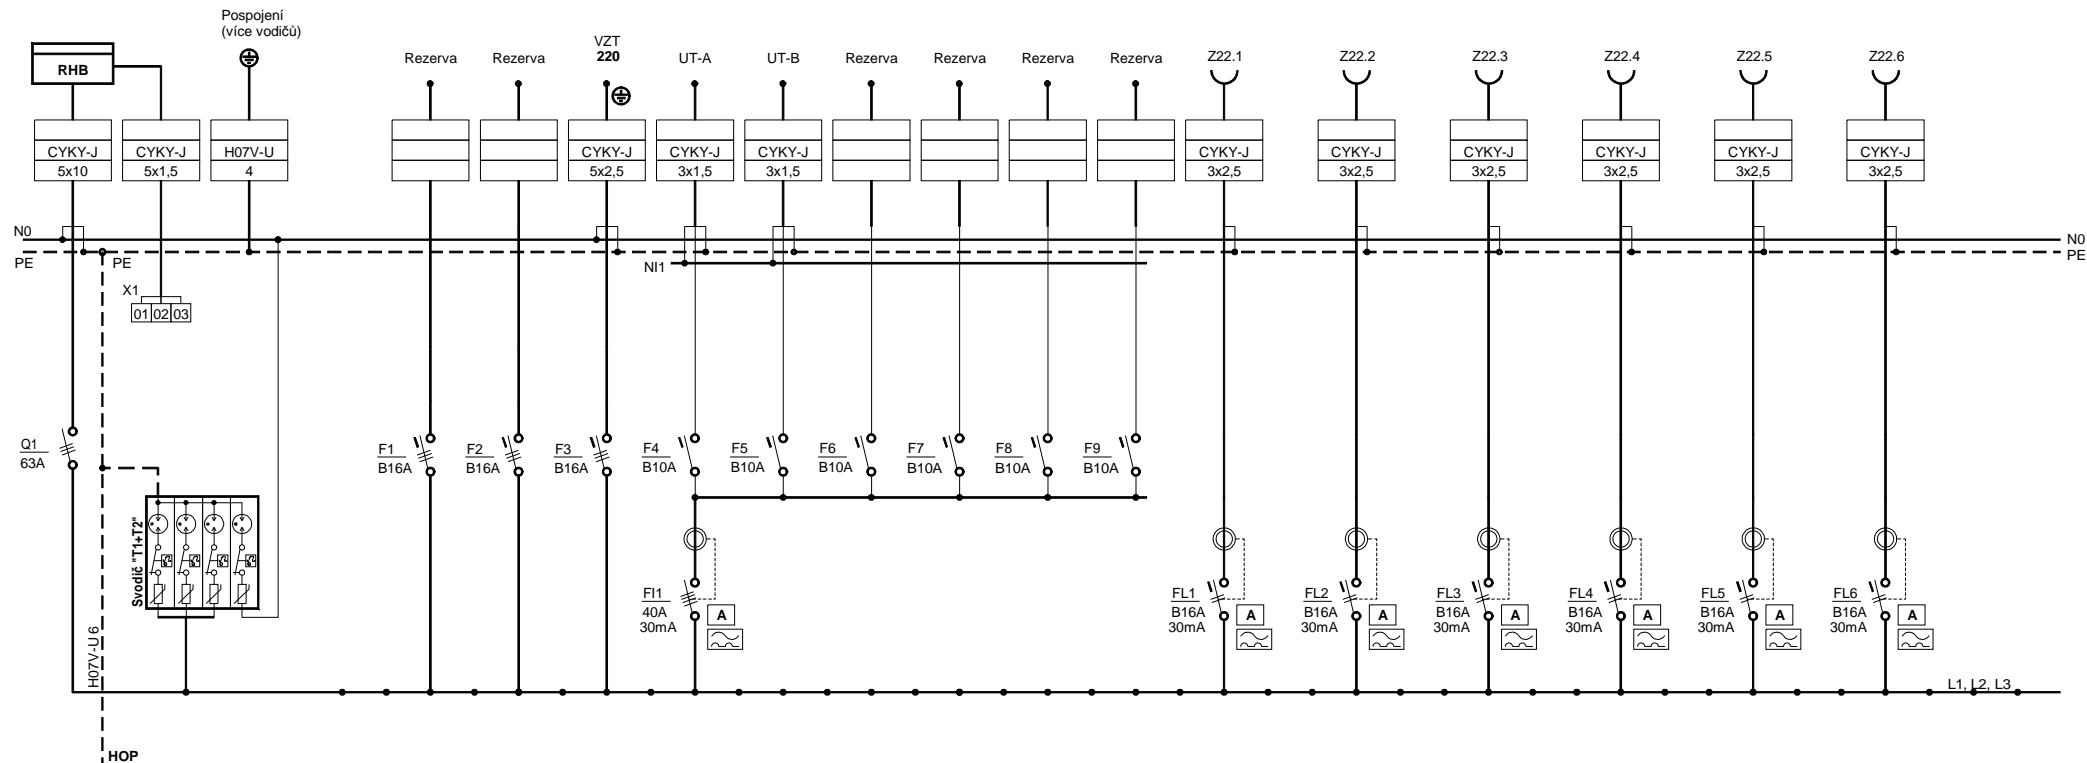 Pospojení
(více vodičů)
RHB
Rezerva
Rezerva
VZT
220
UT-A
UT-B
Rezerva
Rezerva
Rezerva
Rezerva
Z22.1
Z22.2
Z22.3
Z22.4
Z22.5
Z22.6
CYKY-J
5x10
CYKY-J
5x1,5
H07V-U
4
CYKY-J
5x2,5
CYKY-J
3x1,5
CYKY-J
3x1,5
CYKY-J
3x2,5
CYKY-J
3x2,5
CYKY-J
3x2,5
CYKY-J
3x2,5
CYKY-J
3x2,5
CYKY-J
3x2,5
N0
PE
PE
NI1
N0
PE
X1
01 02 03
Q1
63A
F1
B16A
F2
B16A
F3
B16A
F4
B10A
F5
B10A
F6
B10A
F7
B10A
F8
B10A
F9
B10A
Svodič "T1+T2"
H07V-U 6
FI1
40A
30mA
A
FL1
B16A
30mA
A
FL2
B16A
30mA
A
FL3
B16A
30mA
A
FL4
B16A
30mA
A
FL5
B16A
30mA
A
FL6
B16A
30mA
A
L1, L2, L3
HOP